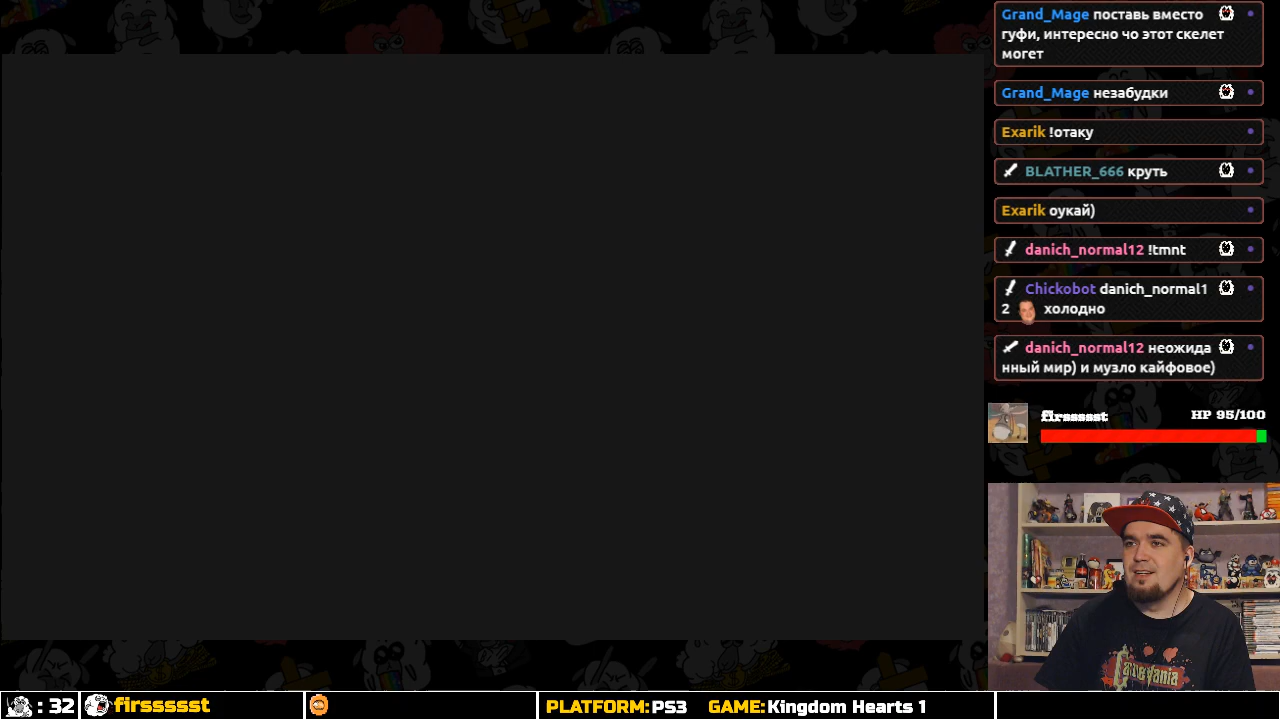 Grand_Mage поставь вместо
гуфи, интересно чо этот скелет
могет
Grand_Mage незабудки
Exarik !отаку
BLATHER_666 круть
Exarik оукай)
danich_normal12 !tmnt
Chickobot danich_normal1
2 холодно
danich_normal12 неожида
нный мир) и музло кайфовое)
firssssst
HP 95/100
: 32
firssssst
PLATFORM:PS3
GAME:Kingdom Hearts 1